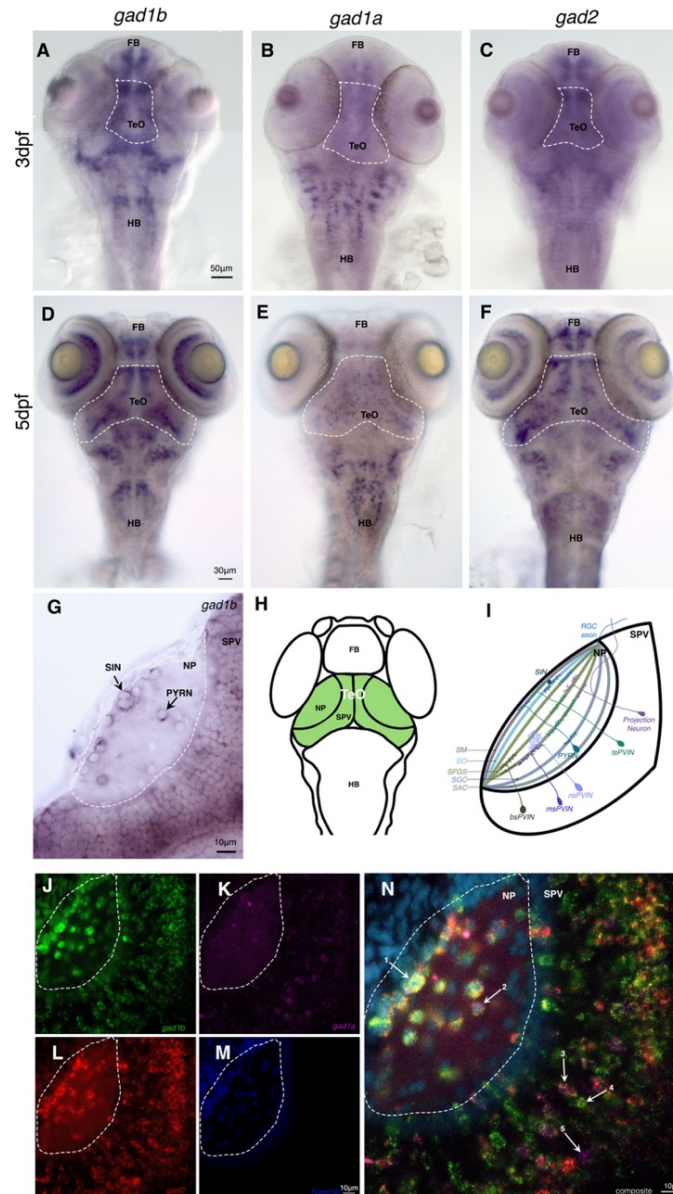 gad1b gad1a gad2
A B C
FB FB FB
3dpf
TeO TeO TeO
HB HB HB
50µm
D E F
FB FB FB
5dpf
TeO TeO TeO
HB HB HB
30µm
G gad1b
SPV
NP
SIN
PYRN
10µm
H
FB
TeO
NP
SPV
HB
I
RGC
axon
SPV
NP
SIN
Projection
Neuron
tsPVIN
PYRN
SM
SO
SFGS
SGC
SAC
nsPVIN
msPVIN
bsPVIN
J K
gad1b gad1a
L M
gad2
10µm
N
NP SPV
1
2
3
4
5
composite
10µ